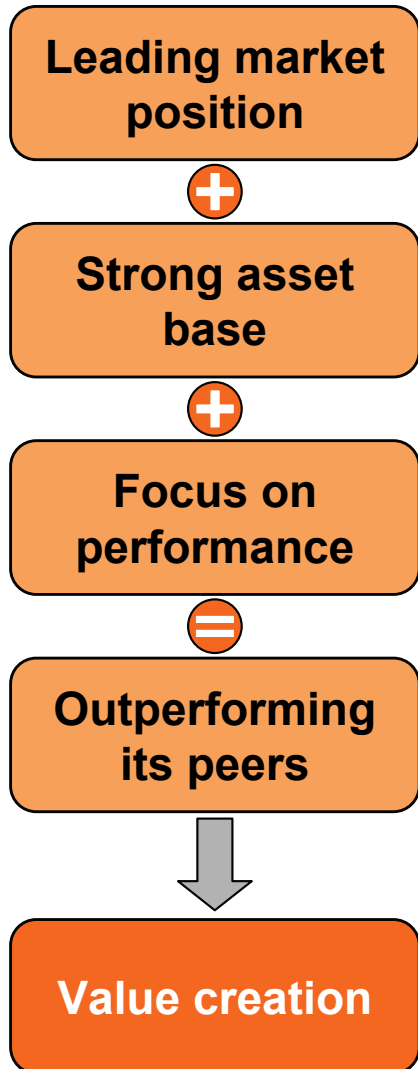 Leading market
position
+
Strong asset
base
+
Focus on
performance
=
Outperforming
its peers
Value creation